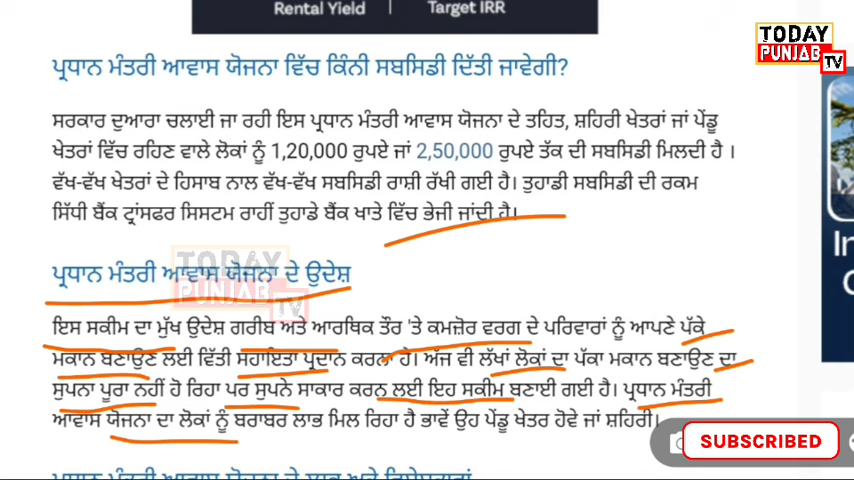 Rental Yield | Target IRR
TODAY
PUNJAB
TV
ਪ੍ਰਧਾਨ ਮੰਤਰੀ ਆਵਾਸ ਯੋਜਨਾ ਵਿੱਚ ਕਿੰਨੀ ਸਬਸਿਡੀ ਦਿੱਤੀ ਜਾਵੇਗੀ?
ਸਰਕਾਰ ਦੁਆਰਾ ਚਲਾਈ ਜਾ ਰਹੀ ਇਸ ਪ੍ਰਧਾਨ ਮੰਤਰੀ ਆਵਾਸ ਯੋਜਨਾ ਦੇ ਤਹਿਤ, ਸ਼ਹਿਰੀ ਖੇਤਰਾਂ ਜਾਂ ਪੇਂਡੂ
ਖੇਤਰਾਂ ਵਿੱਚ ਰਹਿਣ ਵਾਲੇ ਲੋਕਾਂ ਨੂੰ 1,20,000 ਰੁਪਏ ਜਾਂ 2,50,000 ਰੁਪਏ ਤੱਕ ਦੀ ਸਬਸਿਡੀ ਮਿਲਦੀ ਹੈ ।
ਵੱਖ-ਵੱਖ ਖੇਤਰਾਂ ਦੇ ਹਿਸਾਬ ਨਾਲ ਵੱਖ-ਵੱਖ ਸਬਸਿਡੀ ਰਾਸ਼ੀ ਰੱਖੀ ਗਈ ਹੈ। ਤੁਹਾਡੀ ਸਬਸਿਡੀ ਦੀ ਰਕਮ
ਸਿੱਧੀ ਬੈਂਕ ਟ੍ਰਾਂਸਫਰ ਸਿਸਟਮ ਰਾਹੀਂ ਤੁਹਾਡੇ ਬੈਂਕ ਖਾਤੇ ਵਿੱਚ ਭੇਜੀ ਜਾਂਦੀ ਹੈ।
TODAY
PUNJAB
TV
ਪ੍ਰਧਾਨ ਮੰਤਰੀ ਆਵਾਸ ਯੋਜਨਾ ਦੇ ਉਦੇਸ਼
ਇਸ ਸਕੀਮ ਦਾ ਮੁੱਖ ਉਦੇਸ਼ ਗਰੀਬ ਅਤੇ ਆਰਥਿਕ ਤੌਰ 'ਤੇ ਕਮਜ਼ੋਰ ਵਰਗ ਦੇ ਪਰਿਵਾਰਾਂ ਨੂੰ ਆਪਣੇ ਪੱਕੇ
ਮਕਾਨ ਬਣਾਉਣ ਲਈ ਵਿੱਤੀ ਸਹਾਇਤਾ ਪ੍ਰਦਾਨ ਕਰਨਾ ਹੈ। ਅੱਜ ਵੀ ਲੱਖਾਂ ਲੋਕਾਂ ਦਾ ਪੱਕਾ ਮਕਾਨ ਬਣਾਉਣ ਦਾ
ਸੁਪਨਾ ਪੂਰਾ ਨਹੀਂ ਹੋ ਰਿਹਾ ਪਰ ਸੁਪਨੇ ਸਾਕਾਰ ਕਰਨ ਲਈ ਇਹ ਸਕੀਮ ਬਣਾਈ ਗਈ ਹੈ। ਪ੍ਰਧਾਨ ਮੰਤਰੀ
ਆਵਾਸ ਯੋਜਨਾ ਦਾ ਲੋਕਾਂ ਨੂੰ ਬਰਾਬਰ ਲਾਭ ਮਿਲ ਰਿਹਾ ਹੈ ਭਾਵੇਂ ਉਹ ਪੇਂਡੂ ਖੇਤਰ ਹੋਵੇ ਜਾਂ ਸ਼ਹਿਰੀ।
SUBSCRIBED